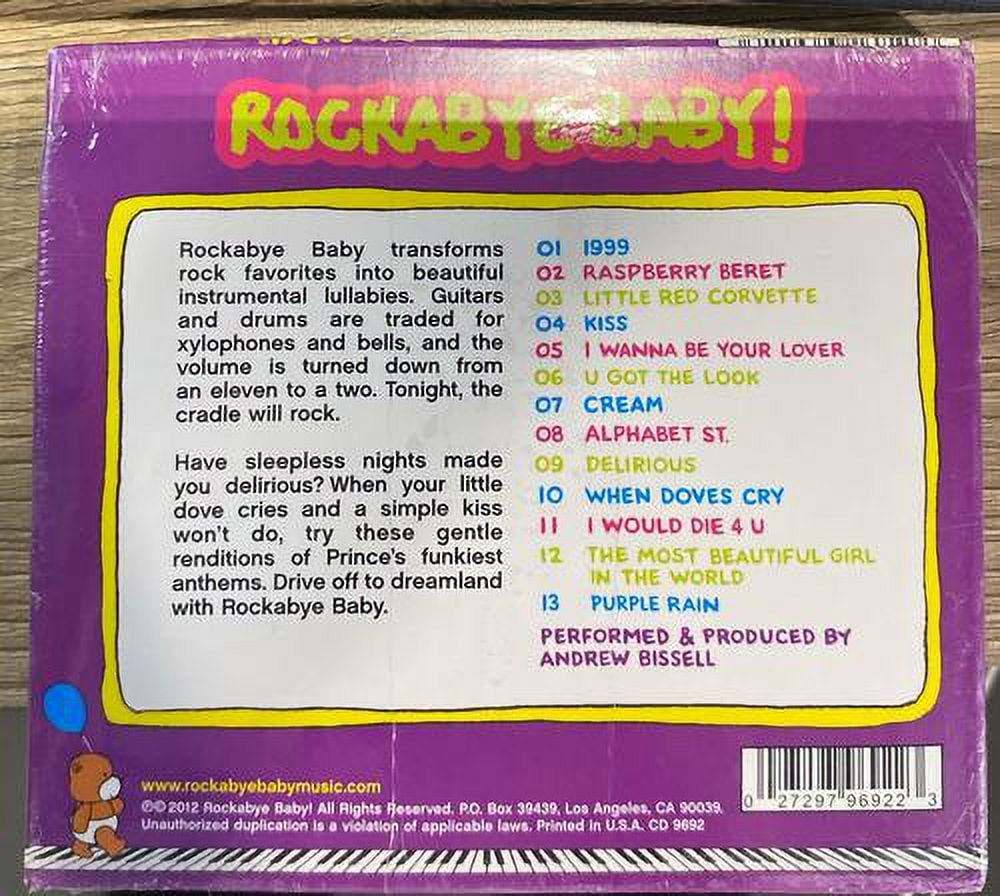 ROCKABYE BABY!
Rockabye Baby transforms
rock favorites into beautiful
instrumental lullabies. Guitars
and drums are traded for
xylophones and bells, and the
volume is turned down from
an eleven to a two. Tonight, the
cradle will rock.
Have sleepless nights made
you delirious? When your little
dove cries and a simple kiss
won't do, try these gentle
renditions of Prince's funkiest
anthems. Drive off to dreamland
with Rockabye Baby.
01 1999
02 RASPBERRY BERET
03 LITTLE RED CORVETTE
04 KISS
05 I WANNA BE YOUR LOVER
06 U GOT THE LOOK
07 CREAM
08 ALPHABET ST.
09 DELIRIOUS
10 WHEN DOVES CRY
11 I WOULD DIE 4 U
12 THE MOST BEAUTIFUL GIRL
IN THE WORLD
13 PURPLE RAIN
PERFORMED & PRODUCED BY
ANDREW BISSELL
www.rockabyebabymusic.com
℗© 2012 Rockabye Baby! All Rights Reserved. P.O. Box 39439, Los Angeles, CA 90039.
Unauthorized duplication is a violation of applicable laws. Printed in U.S.A. CD 9692
0 27297 96922 3